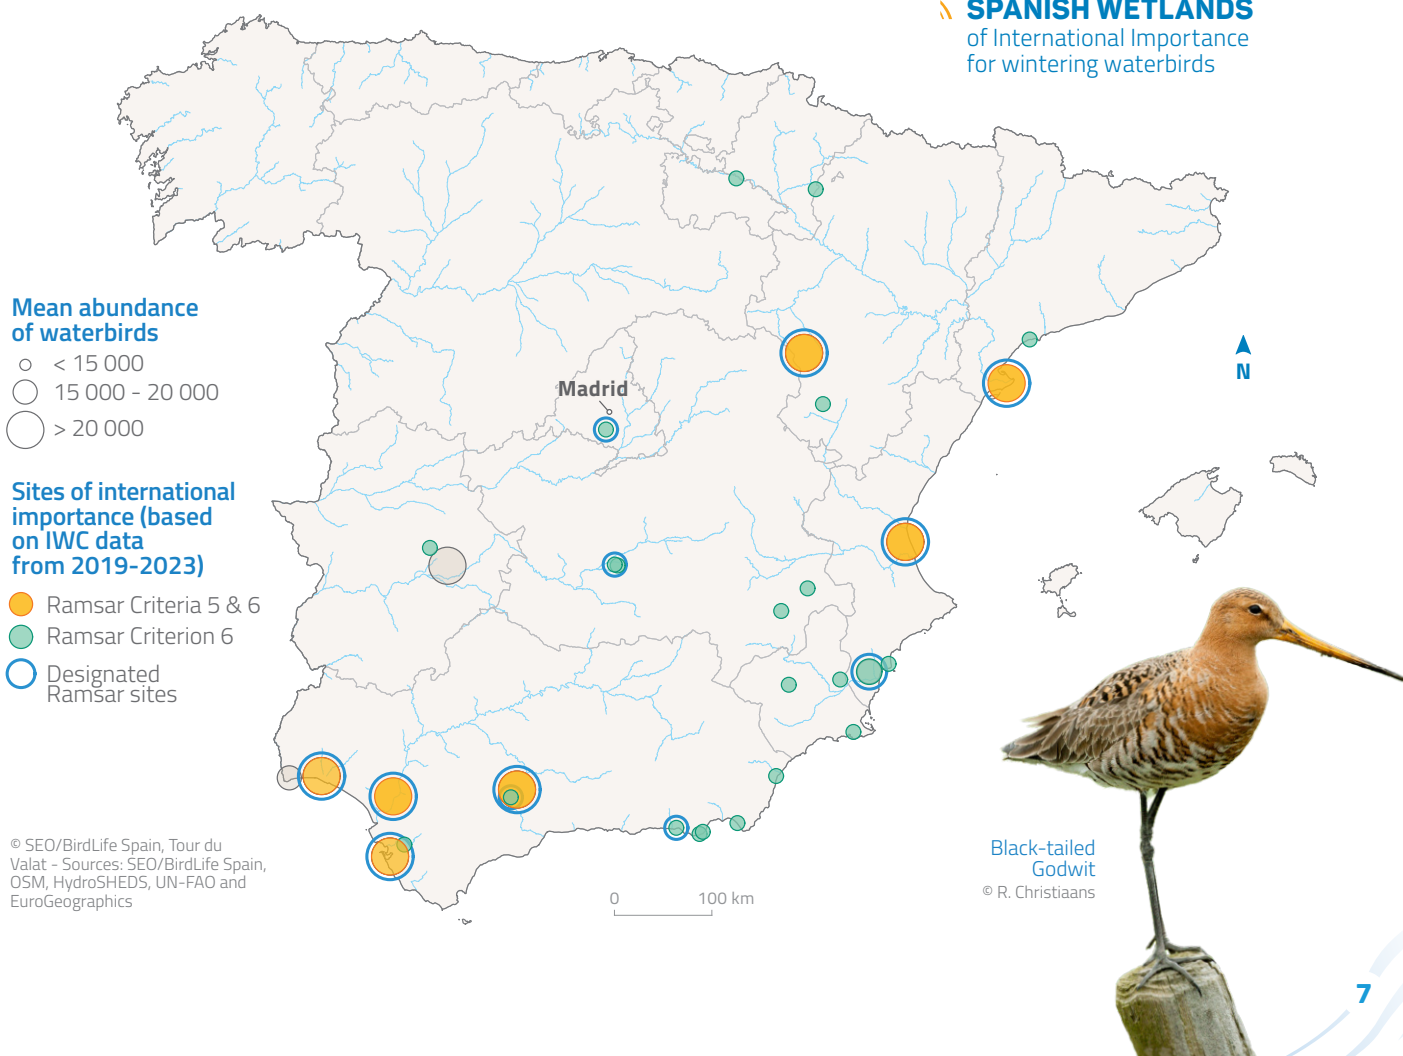 SPANISH WETLANDS
of International Importance
for wintering waterbirds
Mean abundance
of waterbirds
< 15 000
15 000 - 20 000
> 20 000
Madrid
N
Sites of international
importance (based
on IWC data
from 2019-2023)
Ramsar Criteria 5 & 6
Ramsar Criterion 6
Designated
Ramsar sites
© SEO/BirdLife Spain, Tour du
Valat - Sources: SEO/BirdLife Spain,
OSM, HydroSHEDS, UN-FAO and
EuroGeographics
0 100 km
Black-tailed
Godwit
© R. Christiaans
7